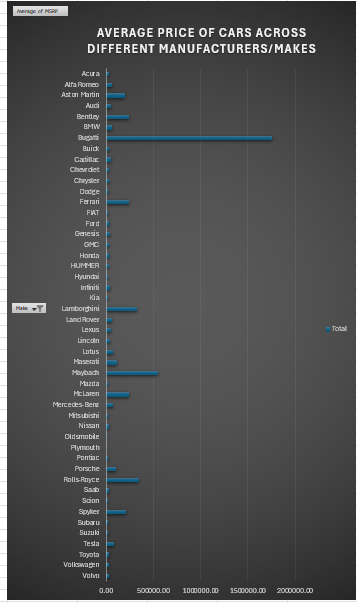 Average of MSRP
AVERAGE PRICE OF CARS ACROSS
DIFFERENT MANUFACTURERS/MAKES
Acura
Alfa Romeo
Aston Martin
Audi
Bentley
BMW
Bugatti
Buick
Cadillac
Chevrolet
Chrysler
Dodge
Ferrari
FIAT
Ford
Genesis
GMC
Honda
HUMMER
Hyundai
Infiniti
Kia
Make
Lamborghini
Land Rover
Lexus
Total
Lincoln
Lotus
Maserati
Maybach
Mazda
McLaren
Mercedes-Benz
Mitsubishi
Nissan
Oldsmobile
Plymouth
Pontiac
Porsche
Rolls-Royce
Saab
Scion
Spyker
Subaru
Suzuki
Tesla
Toyota
Volkswagen
Volvo
0.00 500000.00 1000000.00 1500000.00 2000000.00